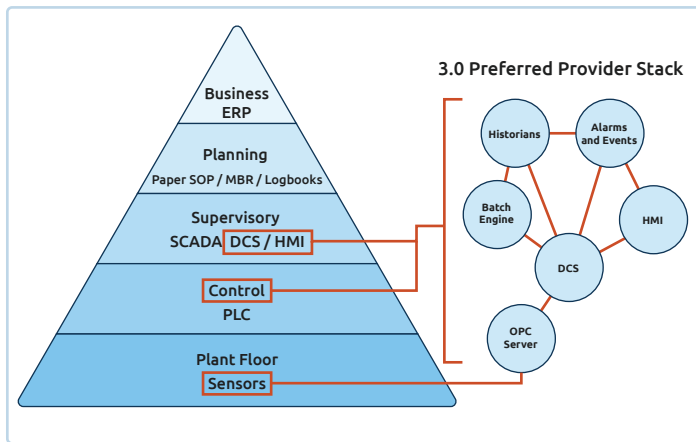 3.0 Preferred Provider Stack
Business
ERP
Planning
Paper SOP / MBR / Logbooks
Supervisory
SCADA DCS / HMI
Control
PLC
Plant Floor
Sensors
Historians
Alarms
and Events
Batch
Engine
HMI
DCS
OPC
Server